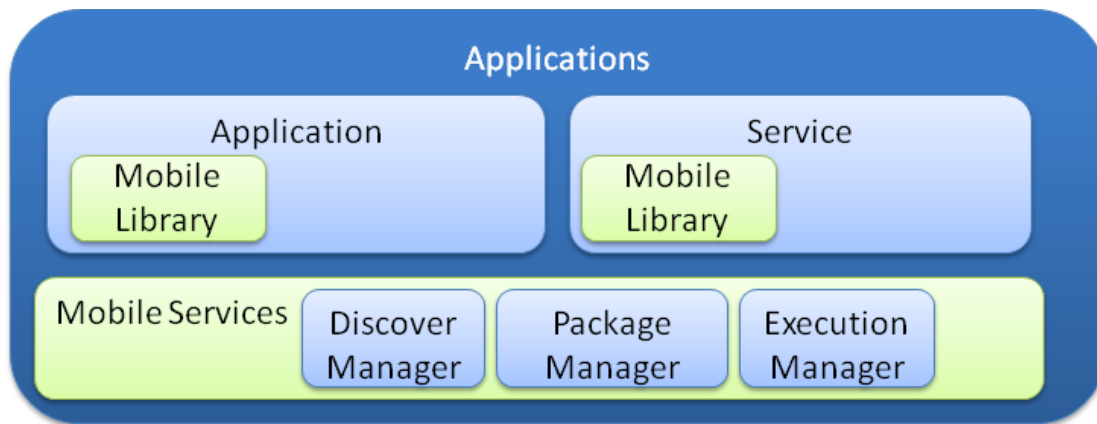 Applications
Application
Mobile
Library
Service
Mobile
Library
Mobile Services
Discover
Manager
Package
Manager
Execution
Manager